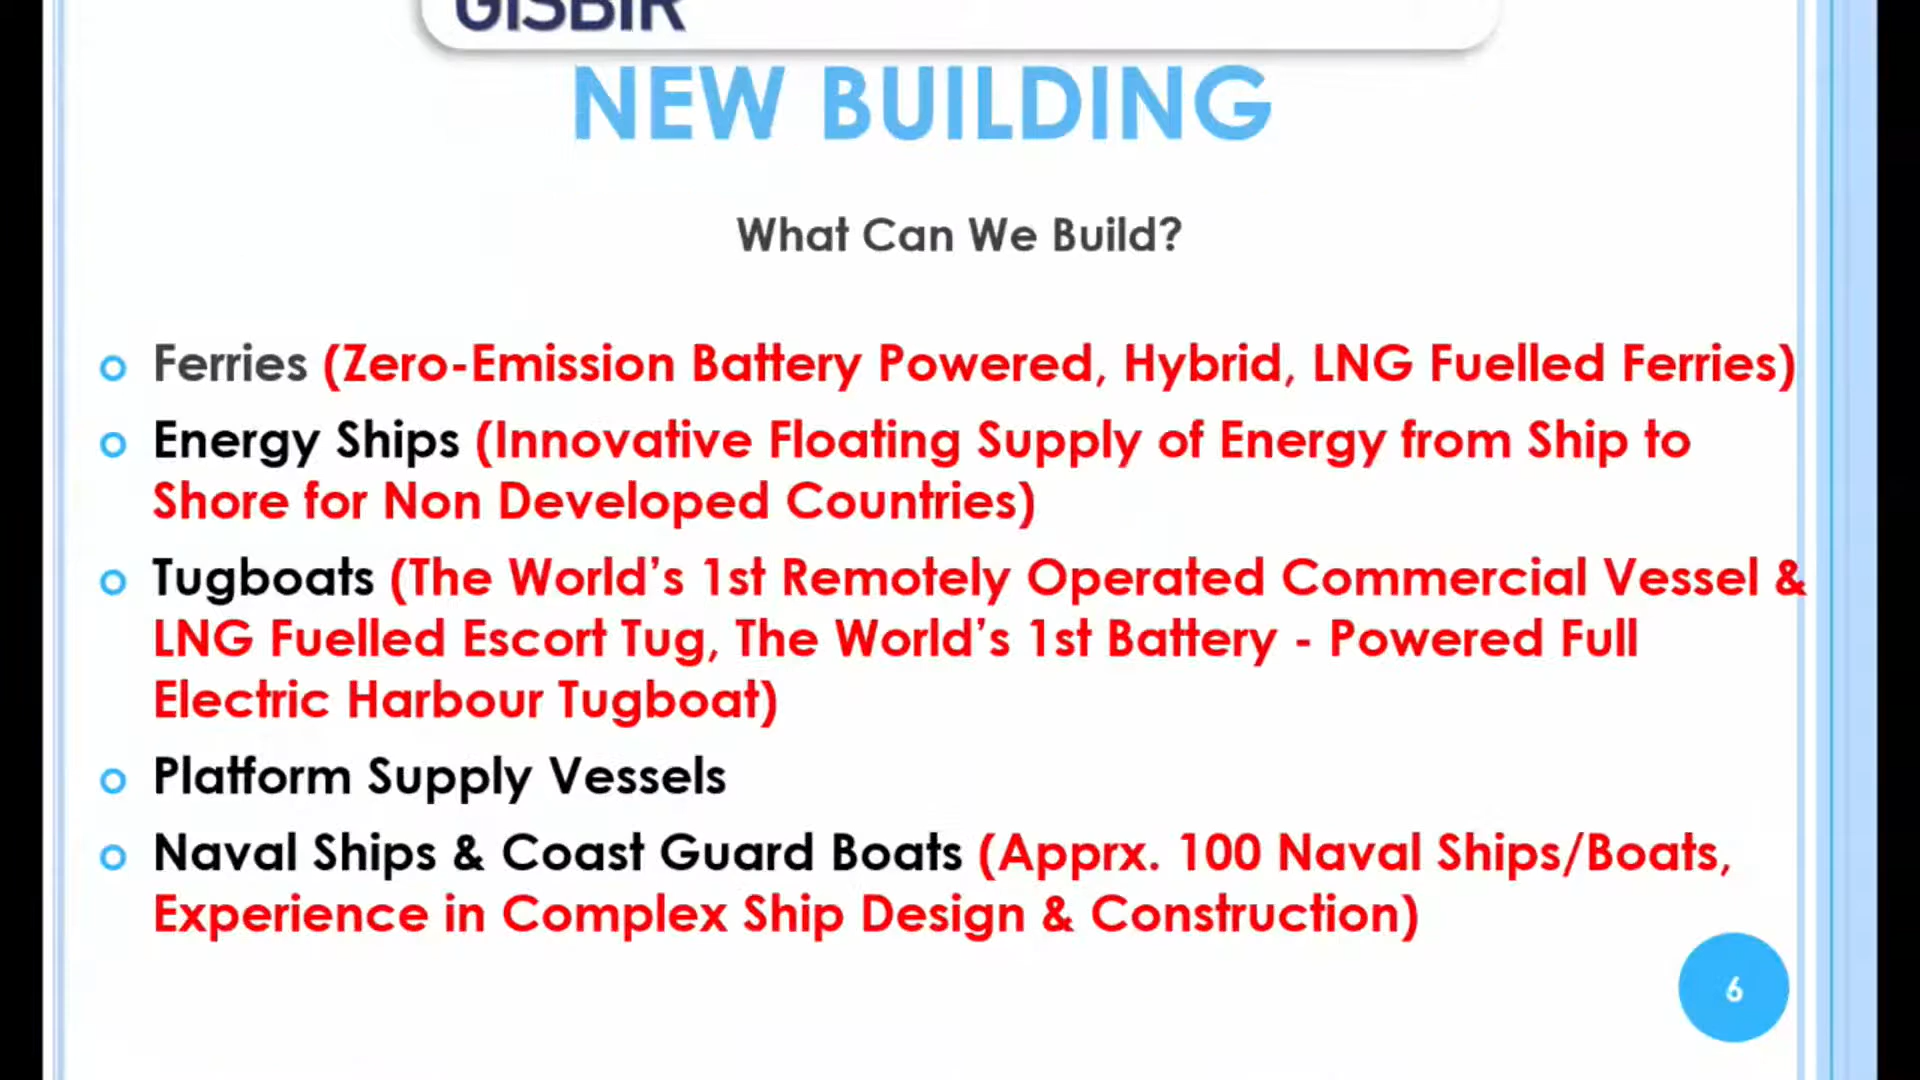 GISBIR
NEW BUILDING
What Can We Build?
Ferries (Zero-Emission Battery Powered, Hybrid, LNG Fuelled Ferries)
Energy Ships (Innovative Floating Supply of Energy from Ship to
Shore for Non Developed Countries)
Tugboats (The World's 1st Remotely Operated Commercial Vessel &
LNG Fuelled Escort Tug, The World's 1st Battery - Powered Full
Electric Harbour Tugboat)
Platform Supply Vessels
Naval Ships & Coast Guard Boats (Apprx. 100 Naval Ships/Boats,
Experience in Complex Ship Design & Construction)
6